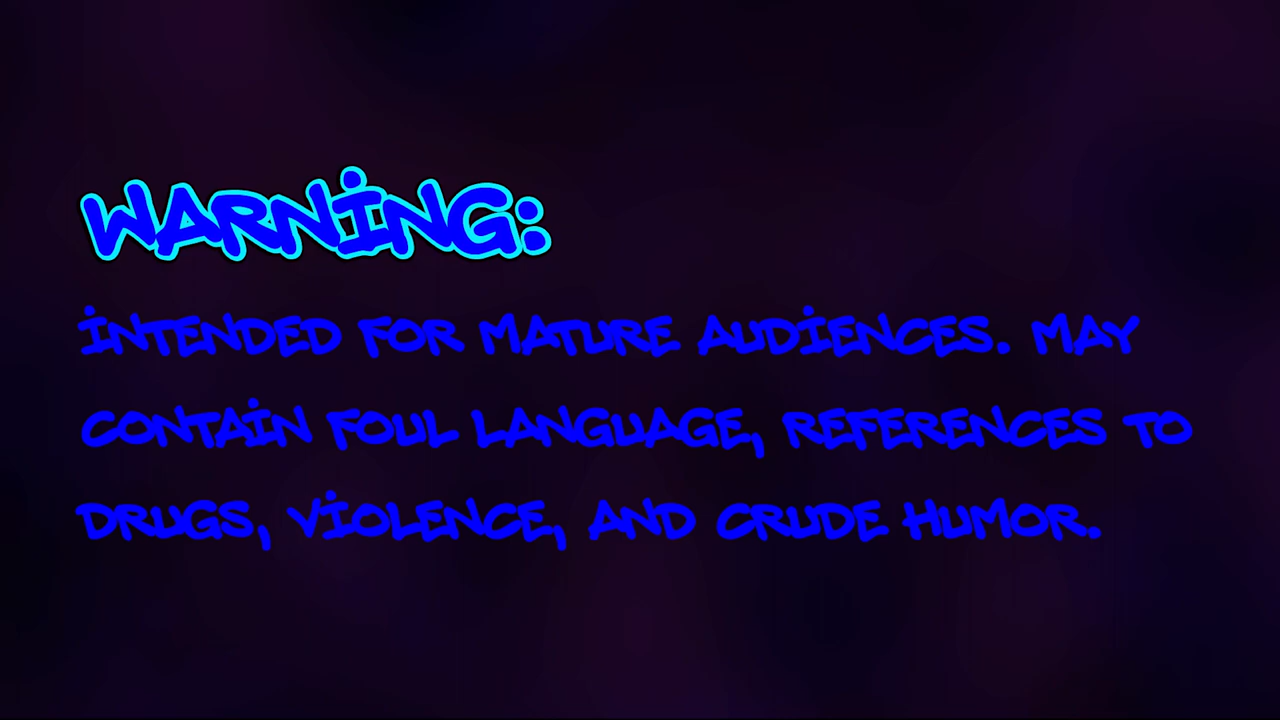 WARNING:
INTENDED FOR MATURE AUDIENCES. MAY
CONTAIN FOUL LANGUAGE, REFERENCES TO
DRUGS, VIOLENCE, AND CRUDE HUMOR.